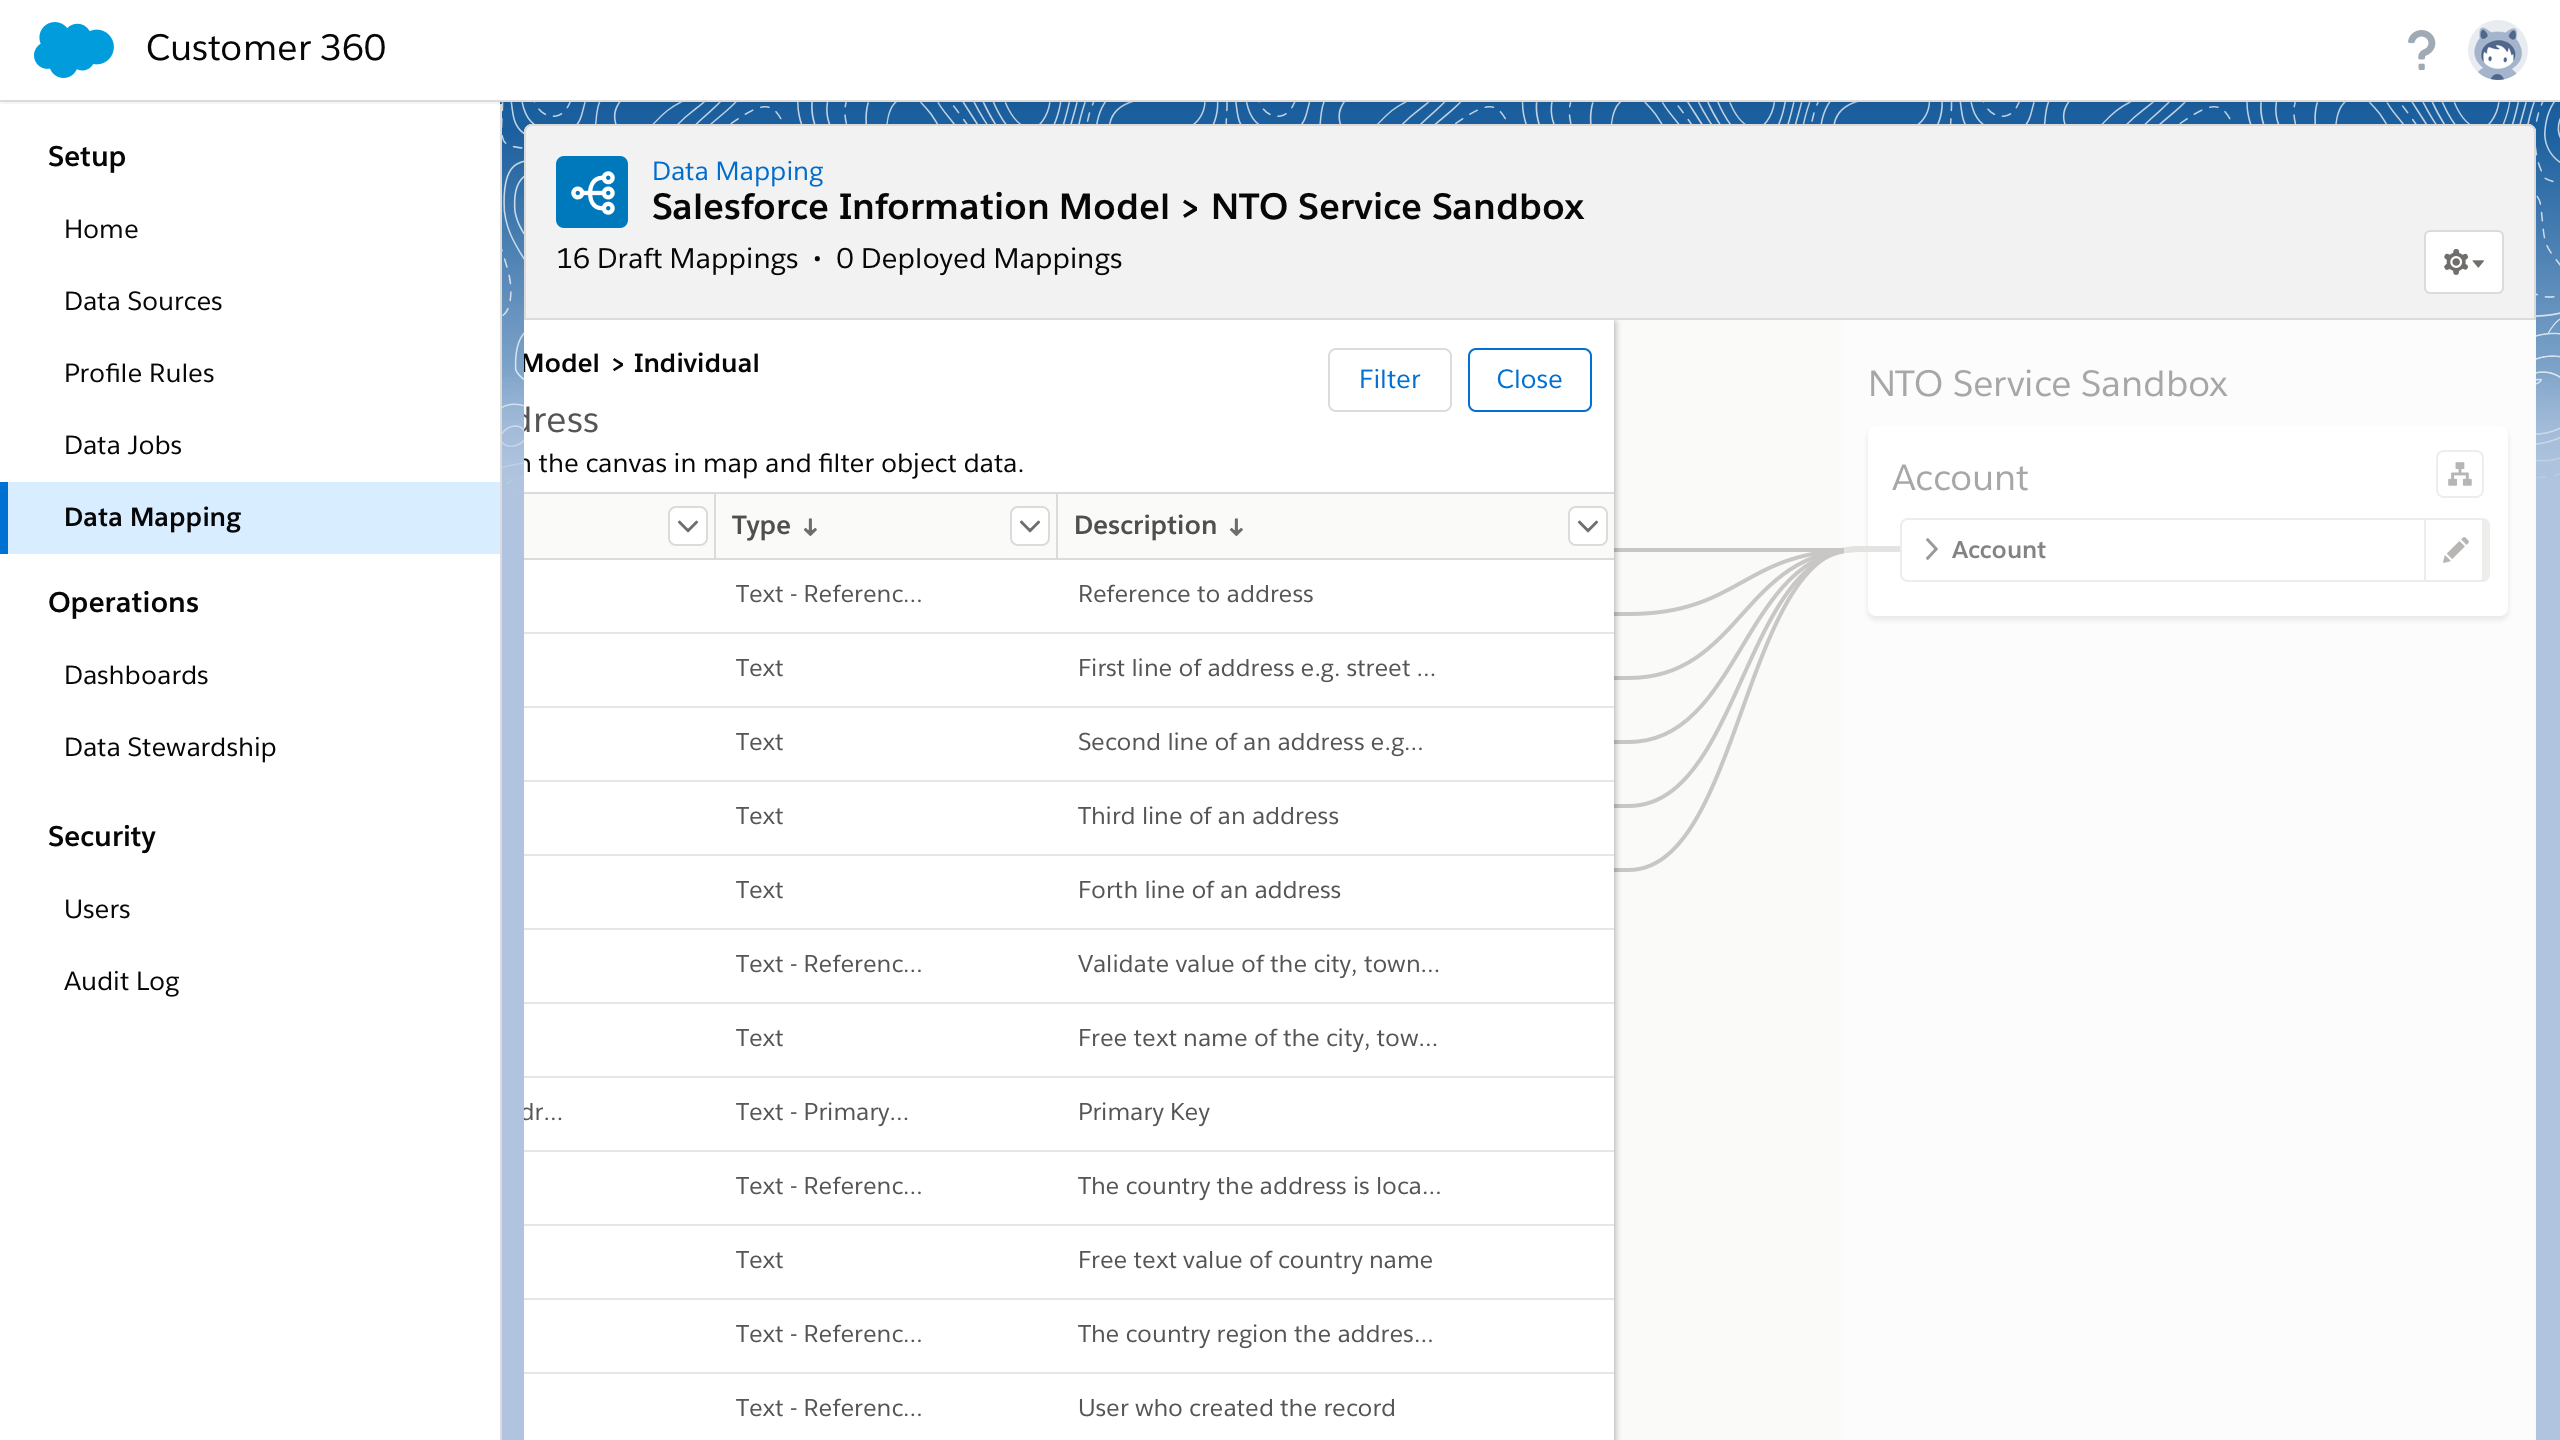 Customer 360
Setup
Home
Data Sources
Profile Rules
Data Jobs
Data Mapping
Operations
Dashboards
Data Stewardship
Security
Users
Audit Log
Data Mapping
Salesforce Information Model > NTO Service Sandbox
16 Draft Mappings • 0 Deployed Mappings
Model > Individual
Filter
Close
dress
the canvas in map and filter object data.
Type Description
Text - Referenc... Reference to address
Text First line of address e.g. street ...
Text Second line of an address e.g...
Text Third line of an address
Text Forth line of an address
Text - Referenc... Validate value of the city, town...
Text Free text name of the city, tow...
dr... Text - Primary... Primary Key
Text - Referenc... The country the address is loca...
Text Free text value of country name
Text - Referenc... The country region the addres...
Text - Referenc... User who created the record
NTO Service Sandbox
Account
Account